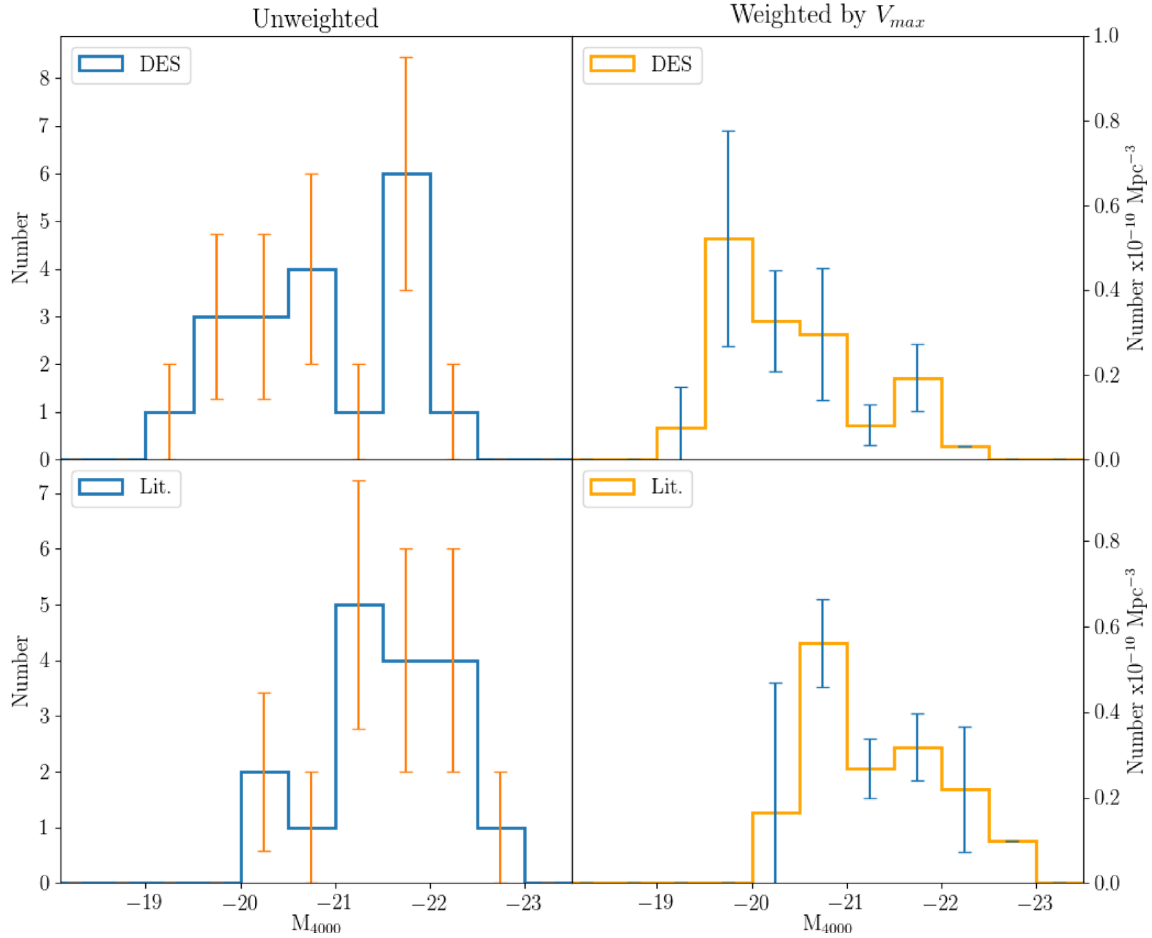 Unweighted
Weighted by V_max
DES
DES
8
7
6
5
4
3
2
1
0
Number
1.0
0.8
0.6
0.4
0.2
0.0
Number x10⁻¹⁰ Mpc⁻³
Lit.
Lit.
7
6
5
4
3
2
1
0
Number
0.8
0.6
0.4
0.2
0.0
Number x10⁻¹⁰ Mpc⁻³
−19 −20 −21 −22 −23
−19 −20 −21 −22 −23
M₄₀₀₀
M₄₀₀₀